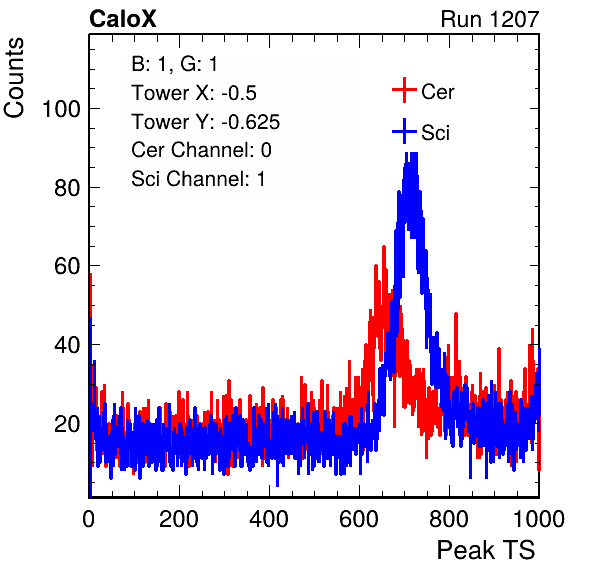 CaloX Run 1207
Counts
B: 1, G: 1
Tower X: -0.5
Tower Y: -0.625
Cer Channel: 0
Sci Channel: 1
Cer
Sci
100
80
60
40
20
0 200 400 600 800 1000
Peak TS